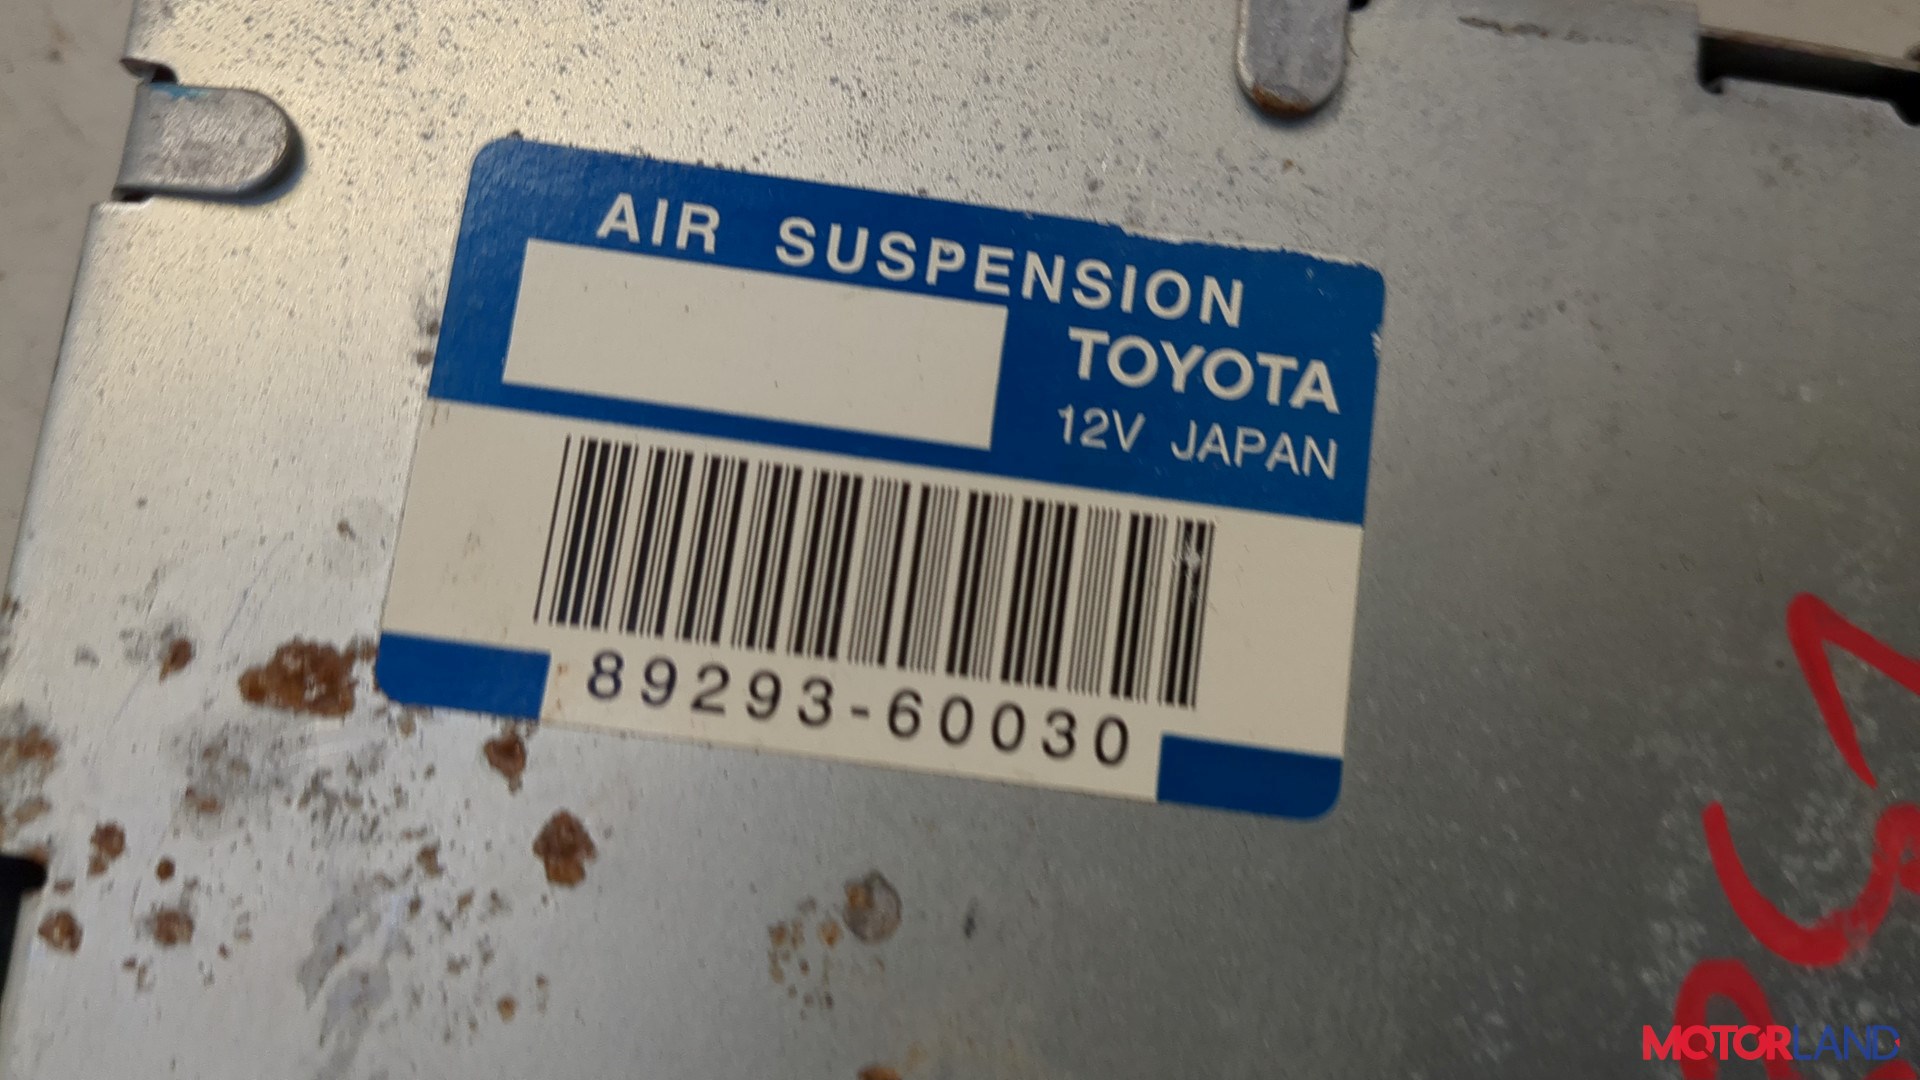 AIR SUSPENSION
TOYOTA
12V JAPAN
89293-60030
MOTORLAND